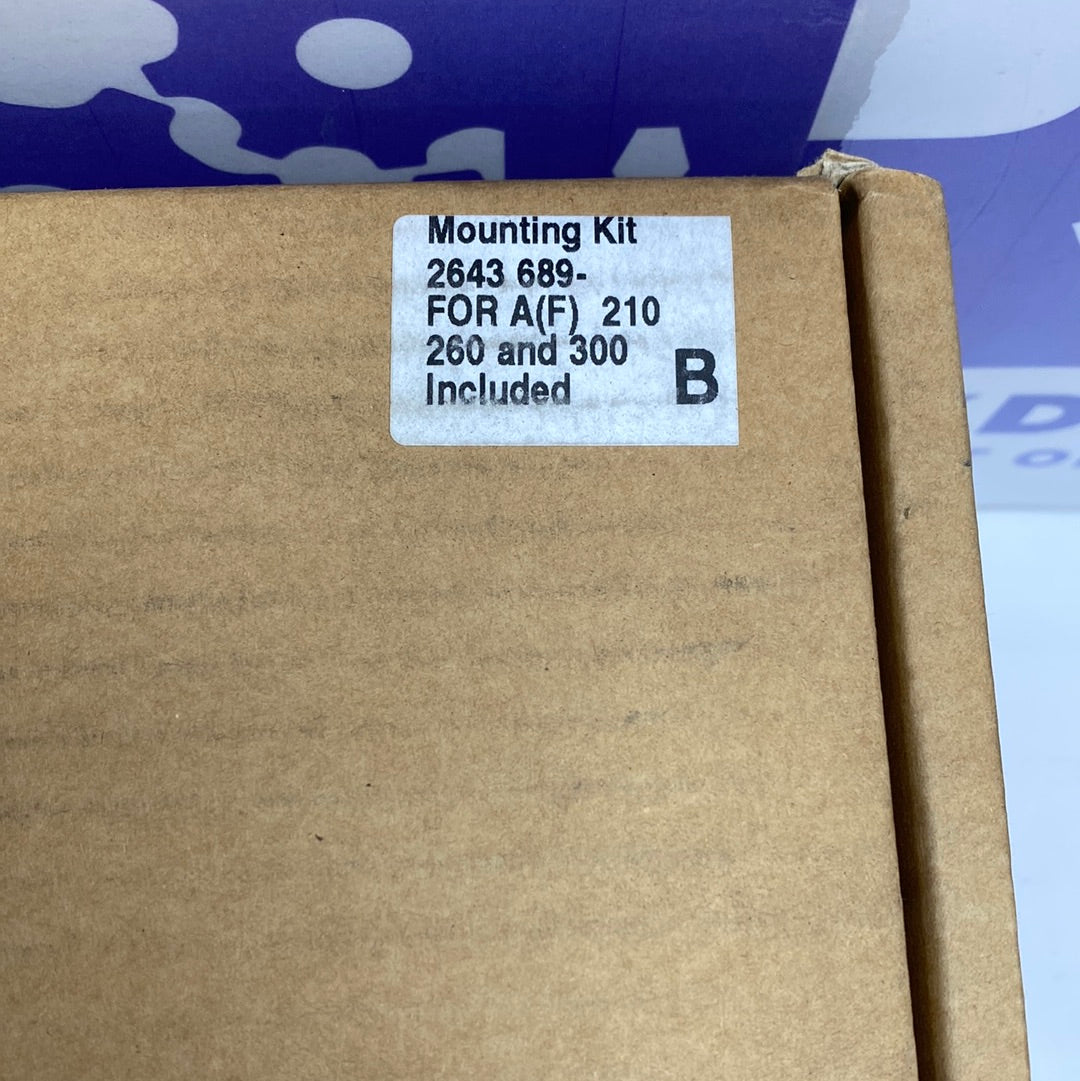 Mounting Kit
2643 689-
FOR A(F) 210
260 and 300
Included
B